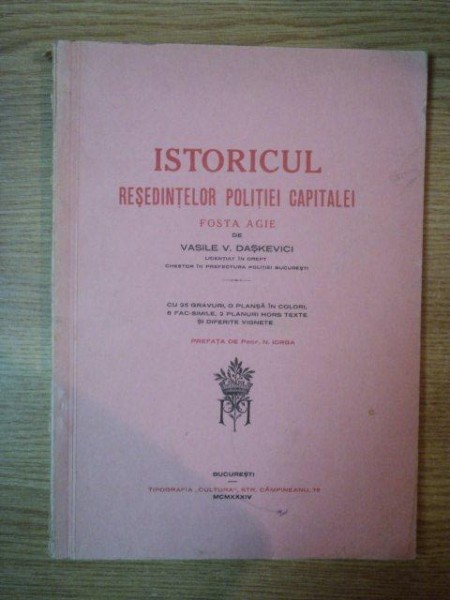 ISTORICUL
REȘEDINȚELOR POLIȚIEI CAPITALEI
FOSTA AGIE
DE
VASILE V. DAȘKEVICI
LICENȚIAT ÎN DREPT
CHESTOR ÎN PREFECTURA POLIȚIEI BUCUREȘTI
CU 25 GRAVURI, O PLANȘĂ ÎN COLORI,
6 FAC-SIMILE, 2 PLANURI HORS TEXTE
ȘI DIFERITE VIGNETE
PREFAȚA DE Prof. N. IORGA
BUCUREȘTI
TIPOGRAFIA „CULTURA”, STR. CÂMPINEANU, 15
MCMXXXIV